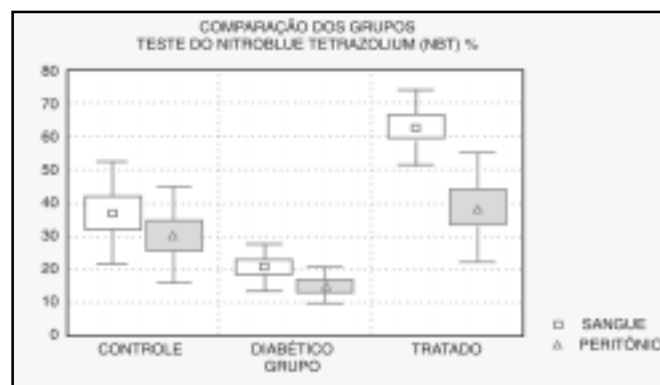 COMPARAÇÃO DOS GRUPOS
TESTE DO NITROBLUE TETRAZOLIUM (NBT) %
80
70
60
50
40
30
20
10
0
CONTROLE
DIABÉTICO
TRATADO
GRUPO
SANGUE
PERITÔNIO